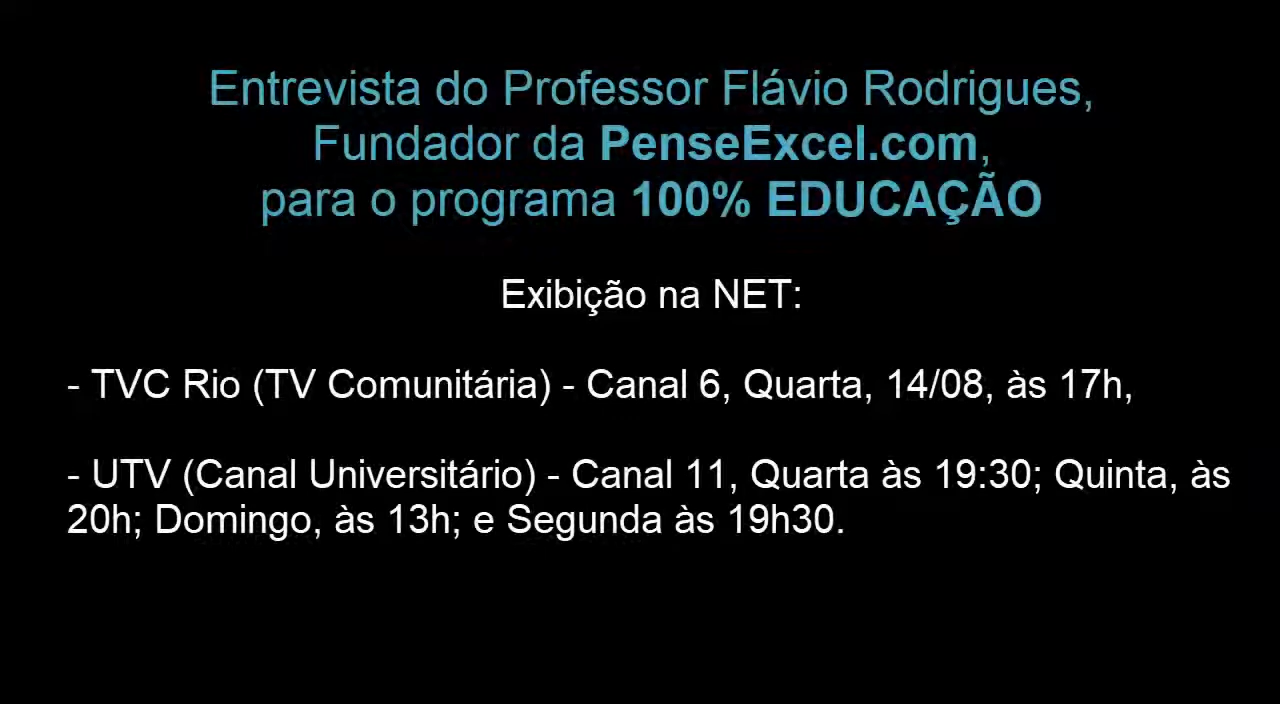 Entrevista do Professor Flávio Rodrigues,
Fundador da PenseExcel.com,
para o programa 100% EDUCAÇÃO
Exibição na NET:
- TVC Rio (TV Comunitária) - Canal 6, Quarta, 14/08, às 17h,
- UTV (Canal Universitário) - Canal 11, Quarta às 19:30; Quinta, às
20h; Domingo, às 13h; e Segunda às 19h30.